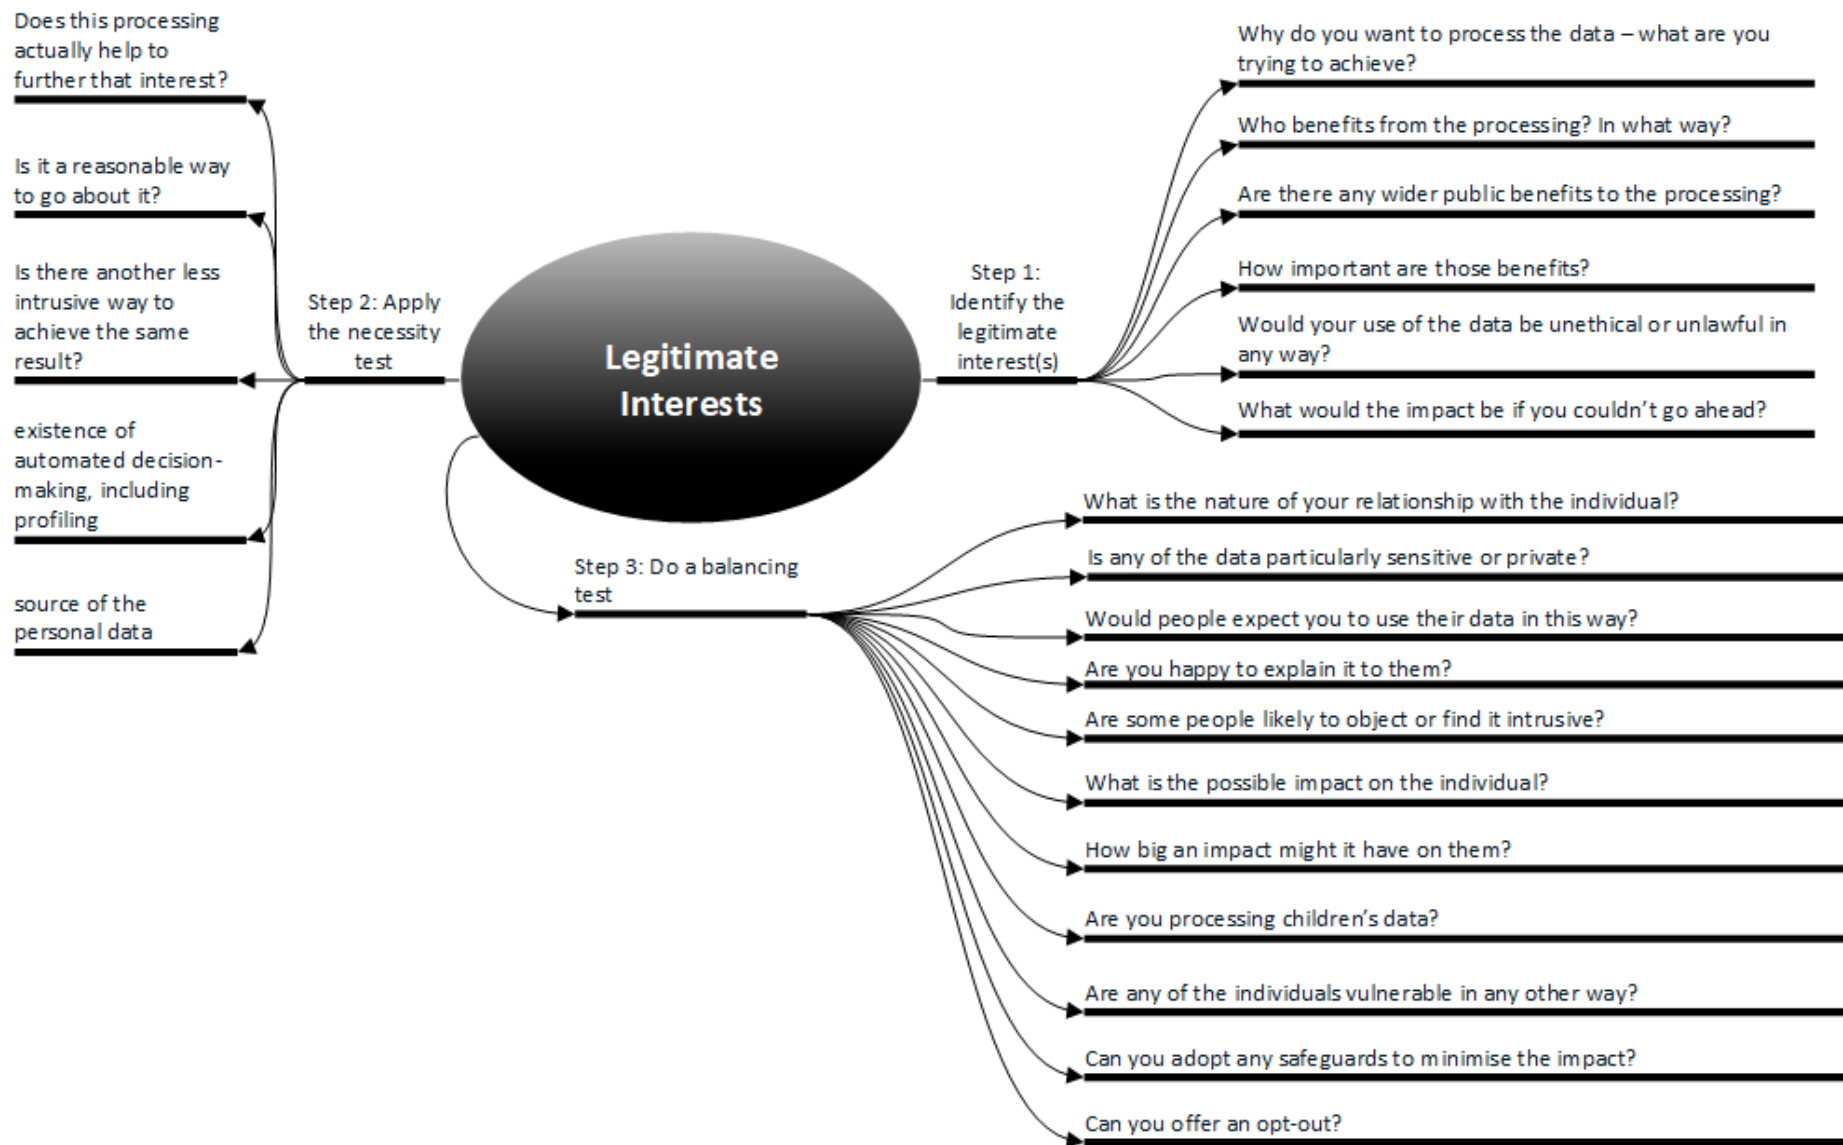 Legitimate
Interests
Step 1:
Identify the
legitimate
interest(s)
Why do you want to process the data – what are you
trying to achieve?
Who benefits from the processing? In what way?
Are there any wider public benefits to the processing?
How important are those benefits?
Would your use of the data be unethical or unlawful in
any way?
What would the impact be if you couldn’t go ahead?
Step 2: Apply
the necessity
test
Does this processing
actually help to
further that interest?
Is it a reasonable way
to go about it?
Is there another less
intrusive way to
achieve the same
result?
existence of
automated decision-
making, including
profiling
source of the
personal data
Step 3: Do a balancing
test
What is the nature of your relationship with the individual?
Is any of the data particularly sensitive or private?
Would people expect you to use their data in this way?
Are you happy to explain it to them?
Are some people likely to object or find it intrusive?
What is the possible impact on the individual?
How big an impact might it have on them?
Are you processing children’s data?
Are any of the individuals vulnerable in any other way?
Can you adopt any safeguards to minimise the impact?
Can you offer an opt-out?